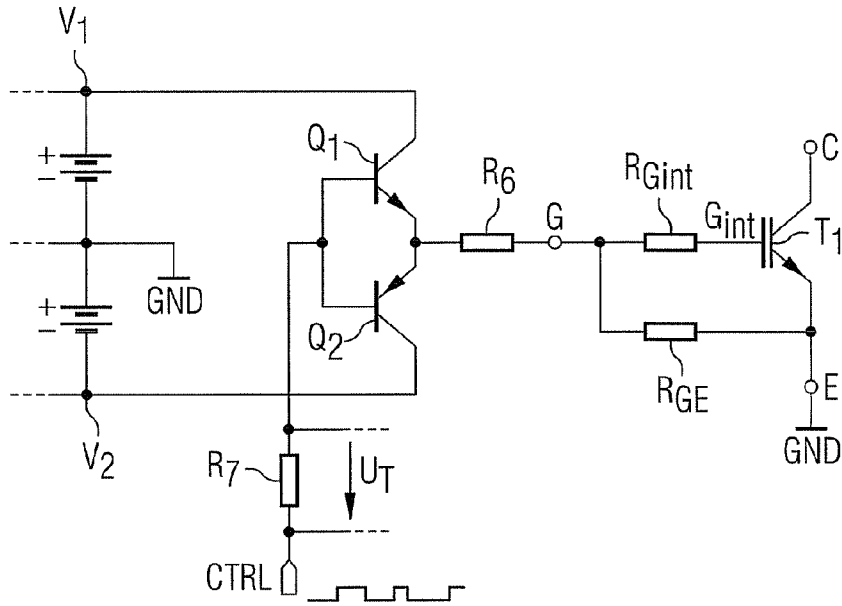 V1
Q1
R6
G
RGint
Gint
C
T1
+
−
GND
+
−
Q2
RGE
E
GND
V2
R7
UT
CTRL